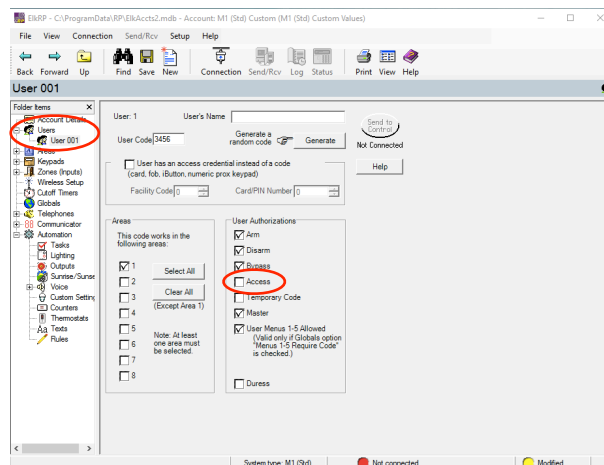 ElkRP - C:\ProgramData\RP\ElkAccts2.mdb - Account: M1 (Std) Custom (M1 (Std) Custom Values)
File View Connection Send/Rcv Setup Help
Back Forward Up Find Save New Connection Send/Rcv Log Status Print View Help
User 001
Folder Items X
Account Details
Users
User 001
Areas
Keypads
Zones (Inputs)
Wireless Setup
Cutoff Timers
Globals
Telephones
Communicator
Automation
Tasks
Lighting
Outputs
Sunrise/Sunse
Voice
Custom Setting
Counters
Thermostats
Aa Texts
Rules
User: 1 User's Name
User Code 3456 Generate a random code Generate
User has an access credential instead of a code
(card, fob, iButton, numeric prox keypad)
Facility Code 0 Card/PIN Number 0
Send to
Control
Not Connected
Help
Areas
This code works in the
following areas:
1
2
3
4
5
6
7
8
Select All
Clear All
(Except Area 1)
Note: At least
one area must
be selected.
User Authorizations
Arm
Disarm
Bypass
Access
Temporary Code
Master
User Menus 1-5 Allowed
(Valid only if Globals option
"Menus 1-5 Require Code"
is checked.)
Duress
System type: M1 (Std) Not connected Modified